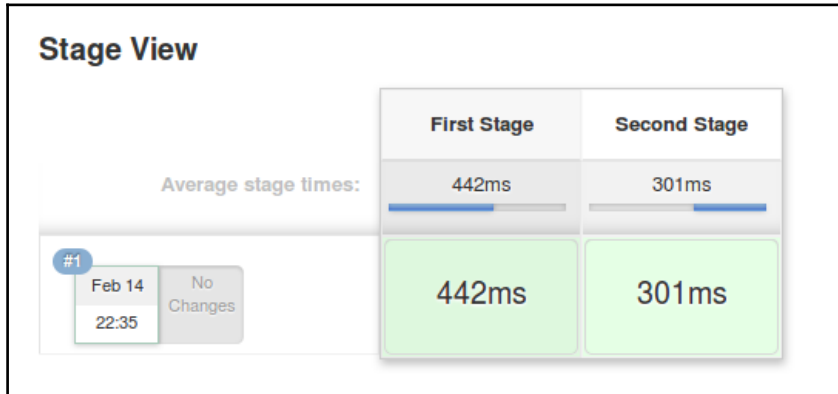 Stage View
First Stage
Second Stage
Average stage times:
442ms
301ms
#1
Feb 14
22:35
No
Changes
442ms
301ms